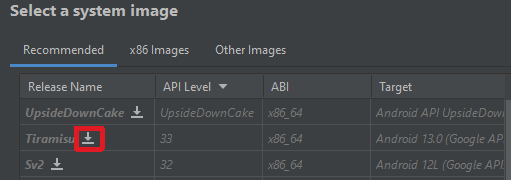 Select a system image
Recommended x86 Images Other Images
Release Name API Level ABI Target
UpsideDownCake UpsideDownCake x86_64 Android API UpsideDown
Tiramisu 33 x86_64 Android 13.0 (Google API
Sv2 32 x86_64 Android 12L (Google AP